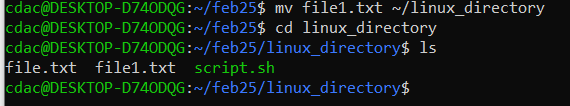 cdac@DESKTOP-D74ODQG:~/feb25$ mv file1.txt ~/linux_directory
cdac@DESKTOP-D74ODQG:~/feb25$ cd linux_directory
cdac@DESKTOP-D74ODQG:~/feb25/linux_directory$ ls
file.txt  file1.txt  script.sh
cdac@DESKTOP-D74ODQG:~/feb25/linux_directory$